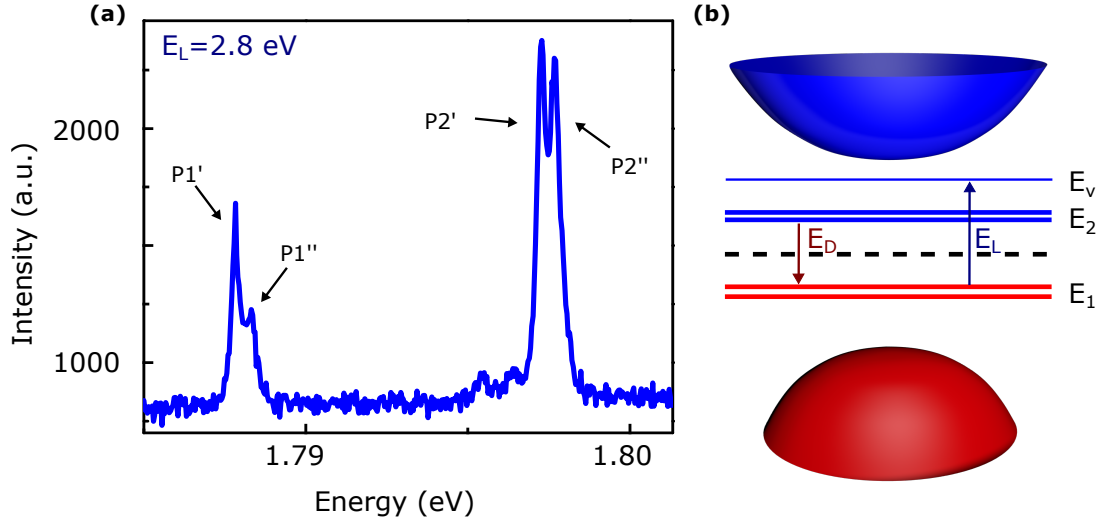 (a)
E_L=2.8 eV
P1'
P1''
P2'
P2''
2000
1000
Intensity (a.u.)
1.79
1.80
Energy (eV)
(b)
E_v
E_2
E_D
E_L
E_1